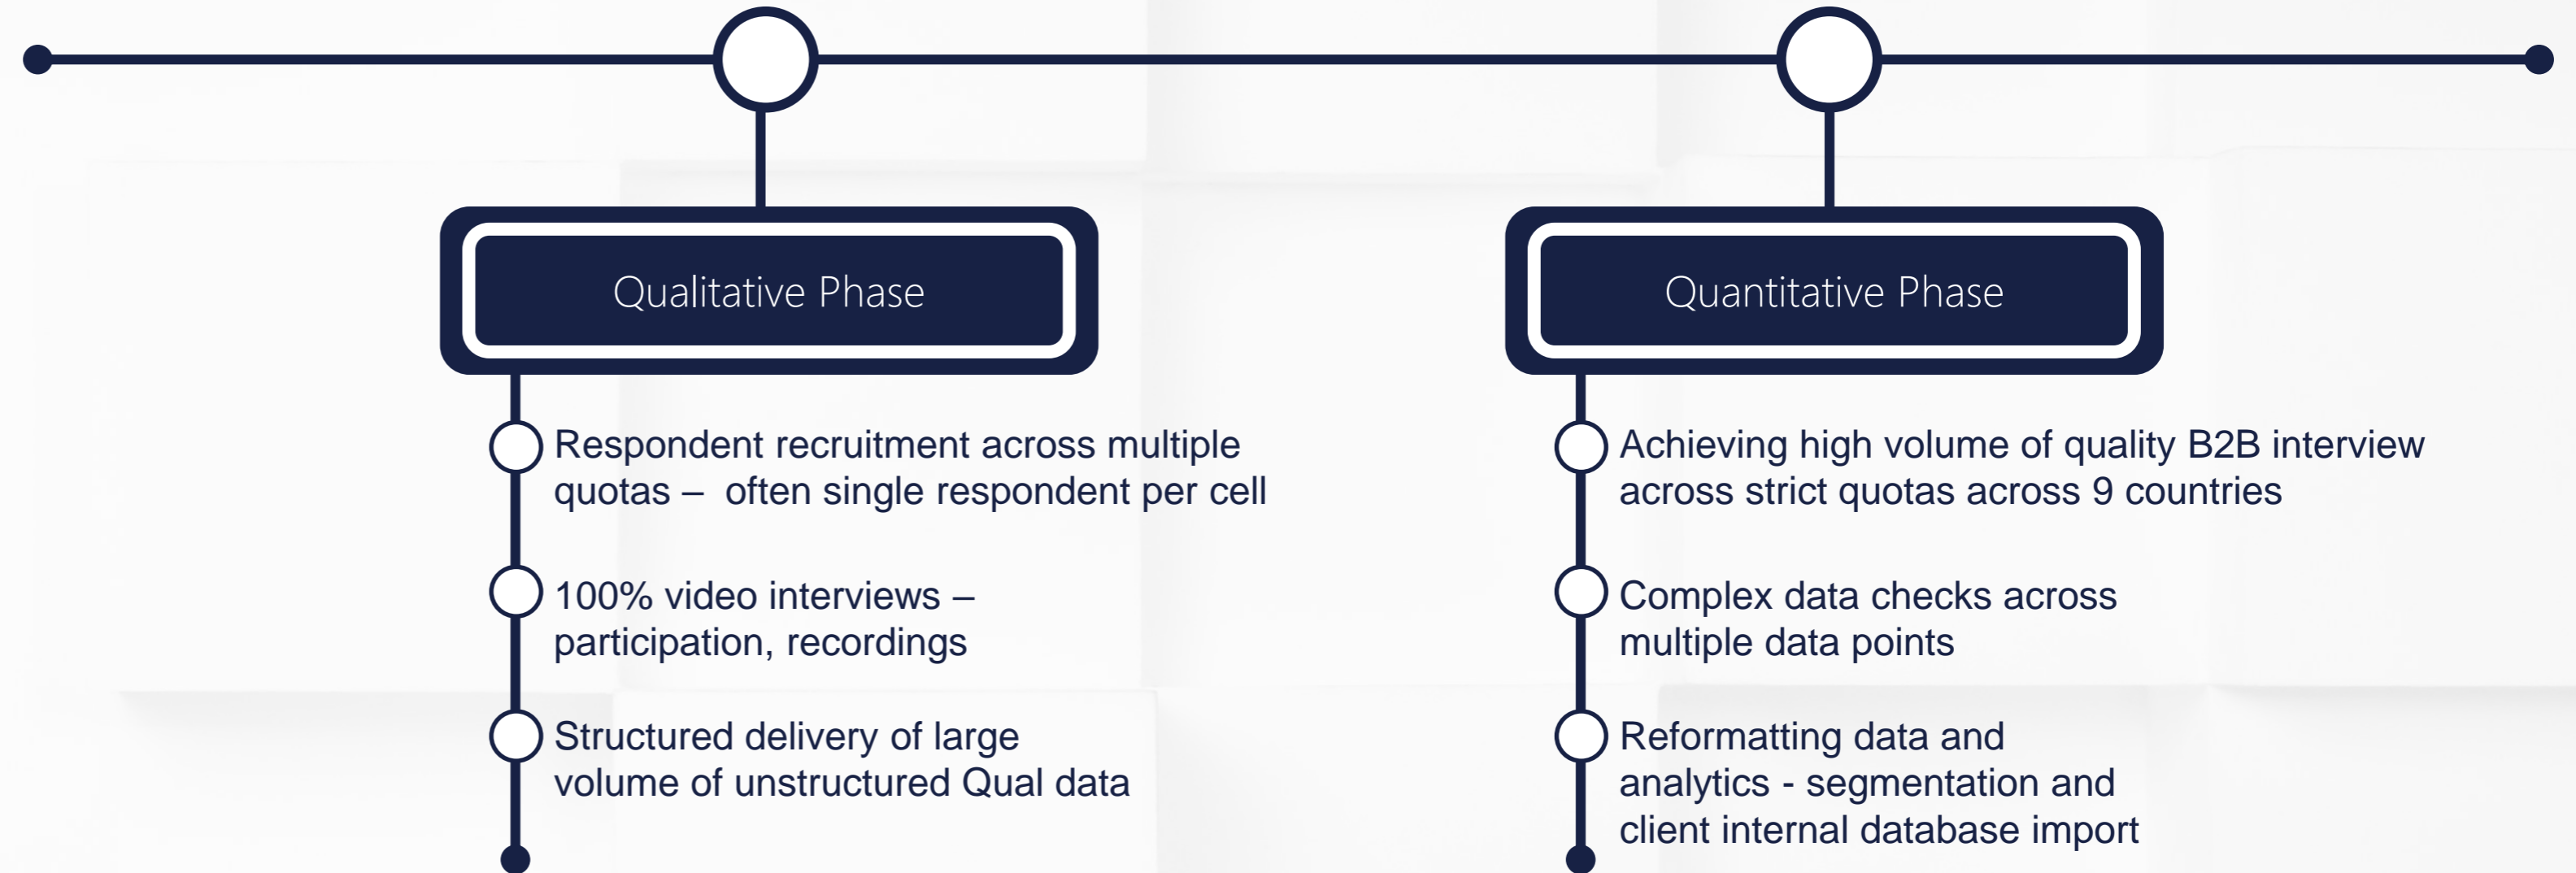 Qualitative Phase
Respondent recruitment across multiple
quotas –  often single respondent per cell
100% video interviews –
participation, recordings
Structured delivery of large
volume of unstructured Qual data
Quantitative Phase
Achieving high volume of quality B2B interview
across strict quotas across 9 countries
Complex data checks across
multiple data points
Reformatting data and
analytics - segmentation and
client internal database import